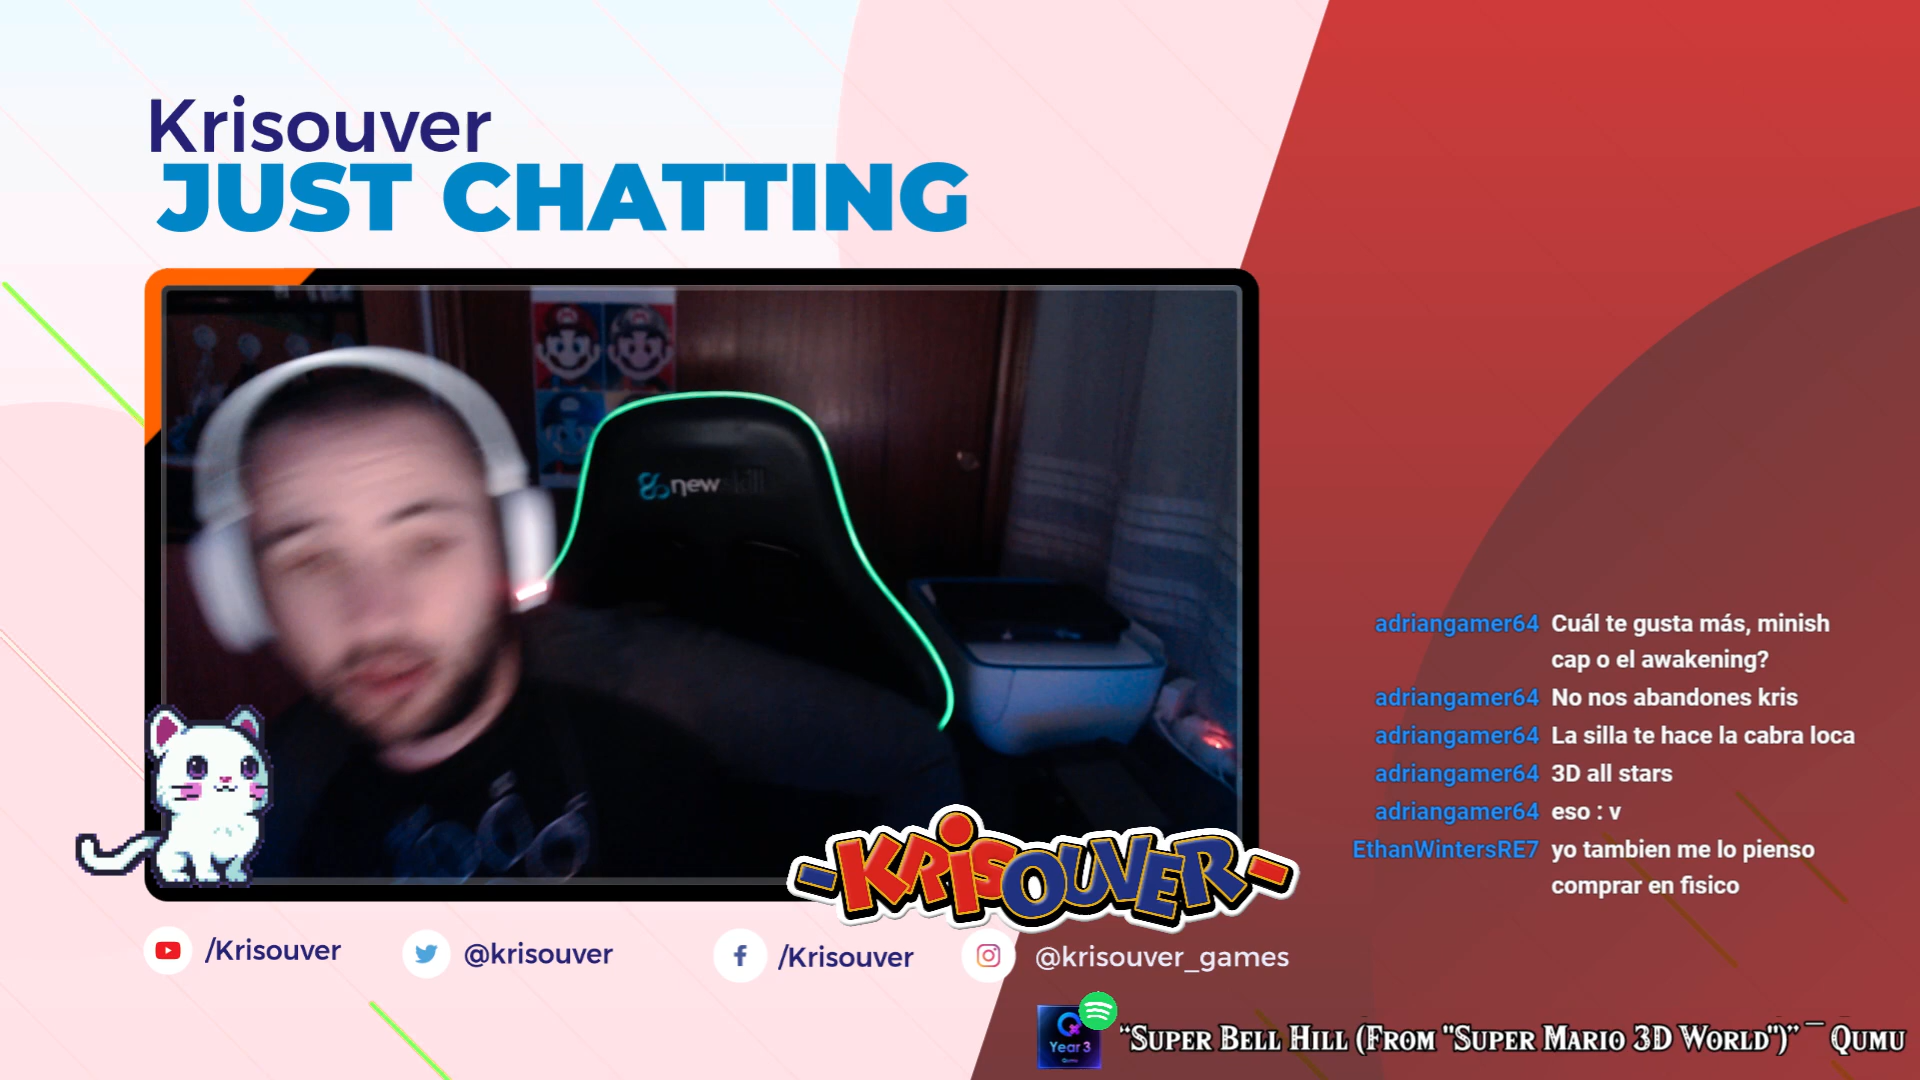 Krisouver
JUST CHATTING
newskill
adriangamer64 Cuál te gusta más, minish
cap o el awakening?
adriangamer64 No nos abandones kris
adriangamer64 La silla te hace la cabra loca
adriangamer64 3D all stars
adriangamer64 eso : v
EthanWintersRE7 yo tambien me lo pienso
comprar en fisico
-KRISOUVER-
/Krisouver
@krisouver
/Krisouver
@krisouver_games
Year 3
Qumu
“Super Bell Hill (From "Super Mario 3D World")” — Qumu